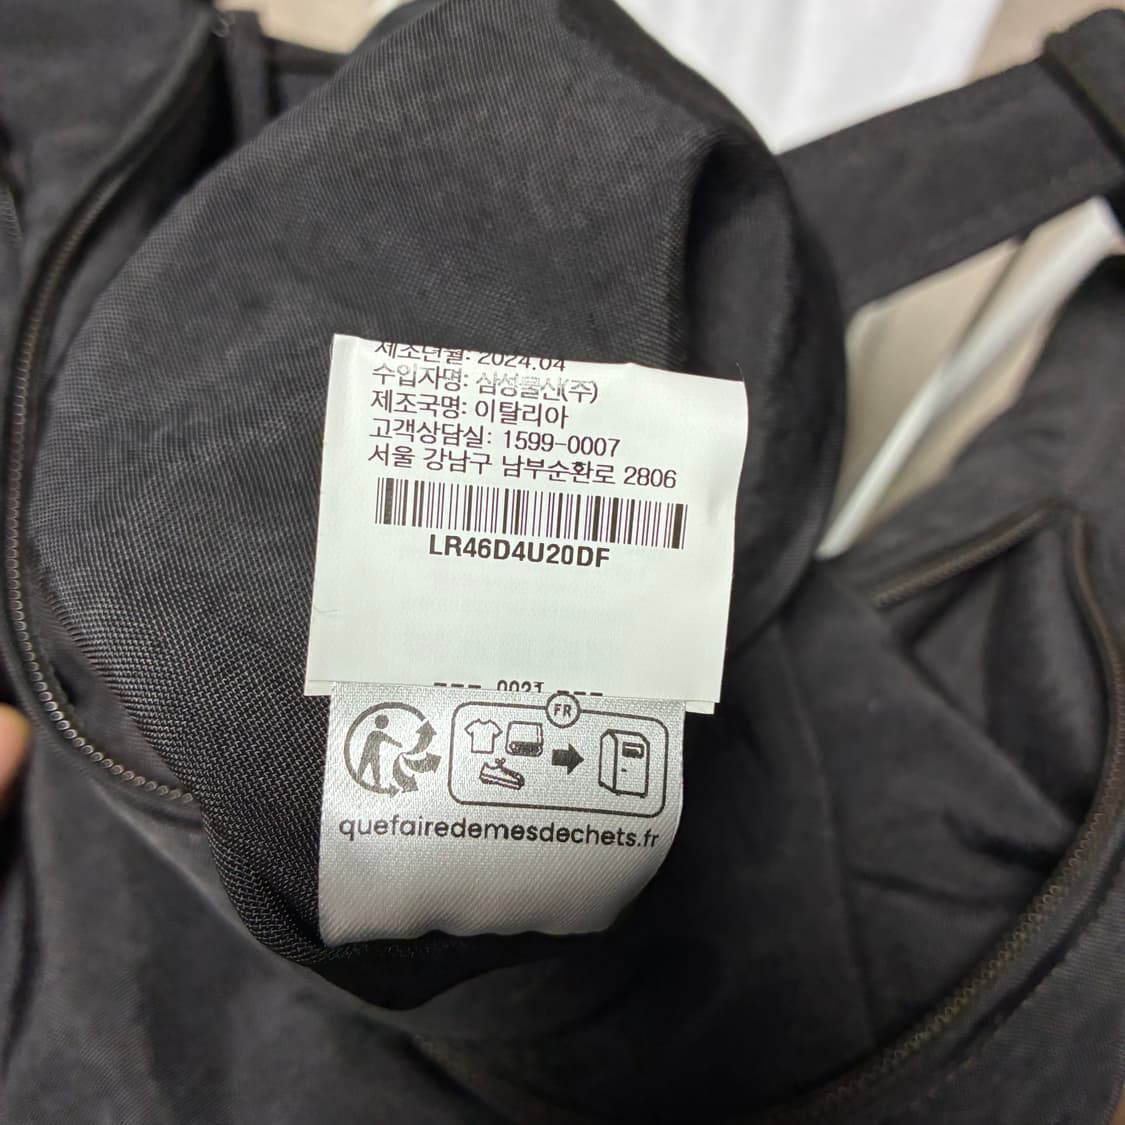 제조년월: 2024.04
수입자명: 삼성물산(주)
제조국명: 이탈리아
고객상담실: 1599-0007
서울 강남구 남부순환로 2806
LR46D4U20DF
FR
quefairedemesdechets.fr